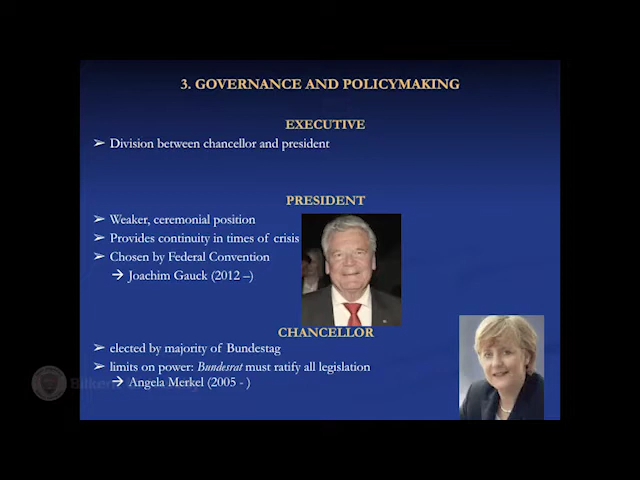 3. GOVERNANCE AND POLICYMAKING
EXECUTIVE
➢ Division between chancellor and president
PRESIDENT
➢ Weaker, ceremonial position
➢ Provides continuity in times of crisis
➢ Chosen by Federal Convention
→ Joachim Gauck (2012 –)
CHANCELLOR
➢ elected by majority of Bundestag
➢ limits on power: Bundesrat must ratify all legislation
→ Angela Merkel (2005 - )